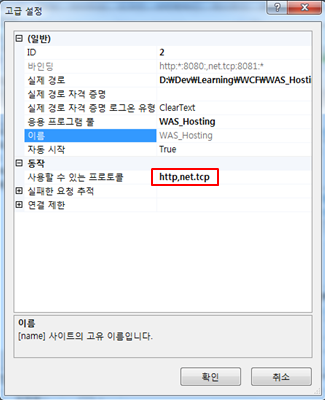 고급 설정
(일반)
ID 2
바인딩 http:*:8080:,net.tcp:8081:*
실제 경로 D:\Dev\Learning\WCF\WAS_Hosti
실제 경로 자격 증명
실제 경로 자격 증명 로그온 유형 ClearText
응용 프로그램 풀 WAS_Hosting
이름 WAS_Hosting
자동 시작 True
동작
사용할 수 있는 프로토콜 http,net.tcp
실패한 요청 추적
연결 제한
이름
[name] 사이트의 고유 이름입니다.
확인 취소